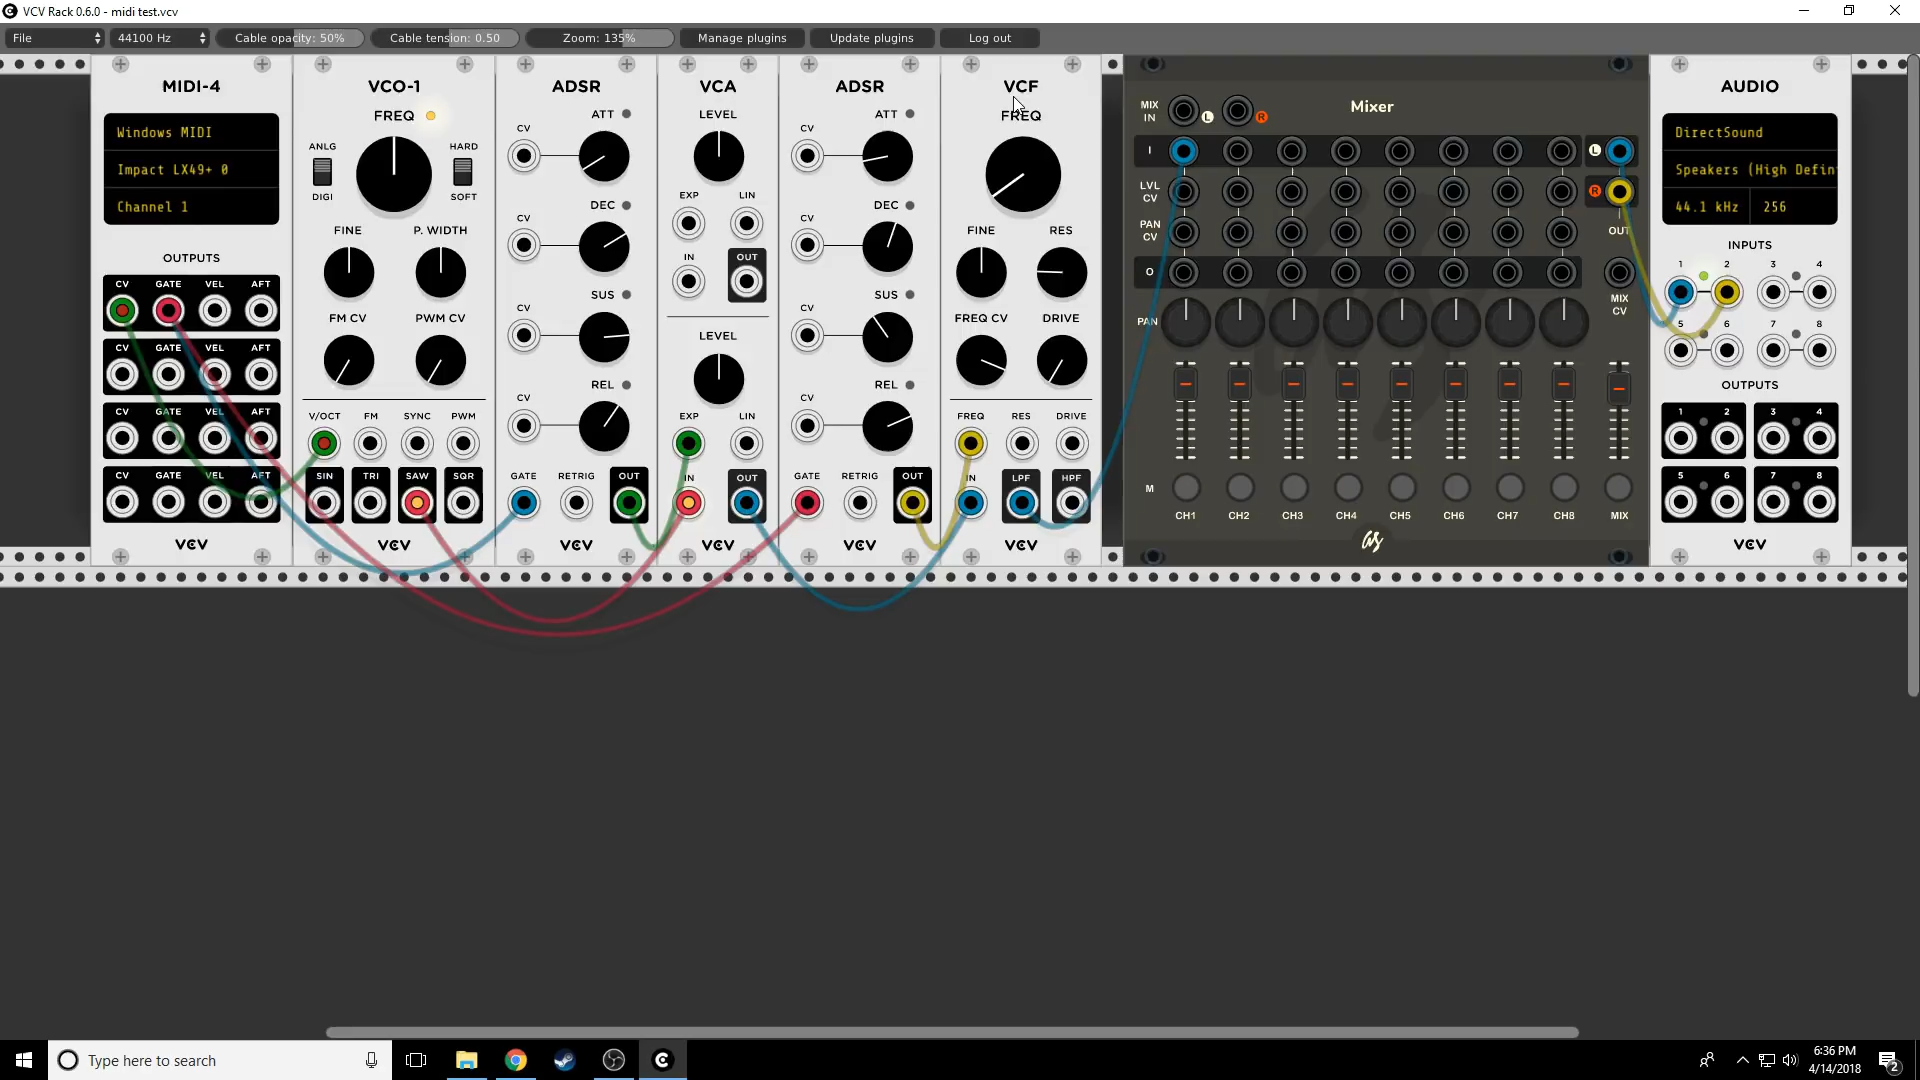 VCV Rack 0.6.0 - midi test.vcv
File 44100 Hz Cable opacity: 50% Cable tension: 0.50 Zoom: 135% Manage plugins Update plugins Log out
MIDI-4
Windows MIDI
Impact LX49+ 0
Channel 1
OUTPUTS
CV GATE VEL AFT
CV GATE VEL AFT
CV GATE VEL AFT
CV GATE VEL AFT
VCV
VCO-1
FREQ
ANLG HARD
DIGI SOFT
FINE P. WIDTH
FM CV PWM CV
V/OCT FM SYNC PWM
SIN TRI SAW SQR
VCV
ADSR
ATT
CV
DEC
CV
SUS
CV
REL
CV
GATE RETRIG OUT
VCV
VCA
LEVEL
EXP LIN
IN OUT
LEVEL
EXP LIN
IN OUT
VCV
ADSR
ATT
CV
DEC
CV
SUS
CV
REL
CV
GATE RETRIG OUT
VCV
VCF
FREQ
FINE RES
FREQ CV DRIVE
FREQ RES DRIVE
IN LPF HPF
VCV
Mixer
MIX IN L R
I L
LVL CV R
PAN CV OUT
O
MIX CV
PAN
M
CH1 CH2 CH3 CH4 CH5 CH6 CH7 CH8 MIX
as
AUDIO
DirectSound
Speakers (High Defin
44.1 kHz 256
INPUTS
1 2 3 4
5 6 7 8
OUTPUTS
1 2 3 4
5 6 7 8
VCV
Type here to search
6:36 PM
4/14/2018
2